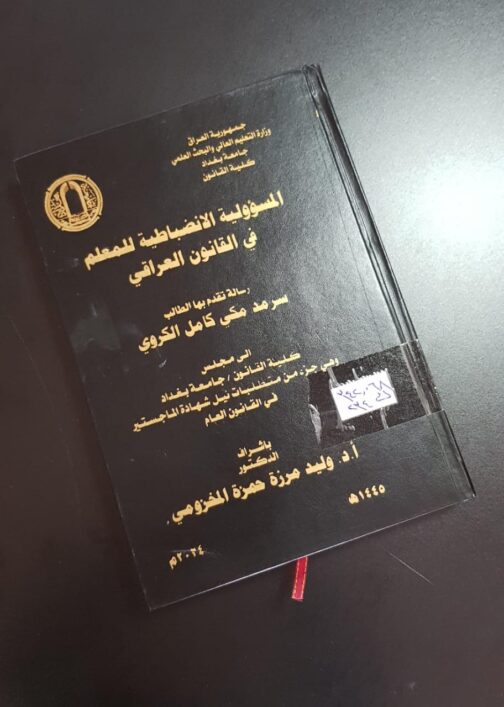 جمهورية العراق
وزارة التعليم العالي والبحث العلمي
جامعة بغداد
كلية القانون
المسؤولية الانضباطية للمعلم
في القانون العراقي
رسالة تقدم بها الطالب
سرمد مكي كامل الكروي
الى مجلس
كلية القانون / جامعة بغداد
وهي جزء من متطلبات نيل شهادة الماجستير
في القانون العام
باشراف
الدكتور
أ.د. وليد مرزة حمزة المخزومي
١٤٤٥هـ
٢٠٢٤م